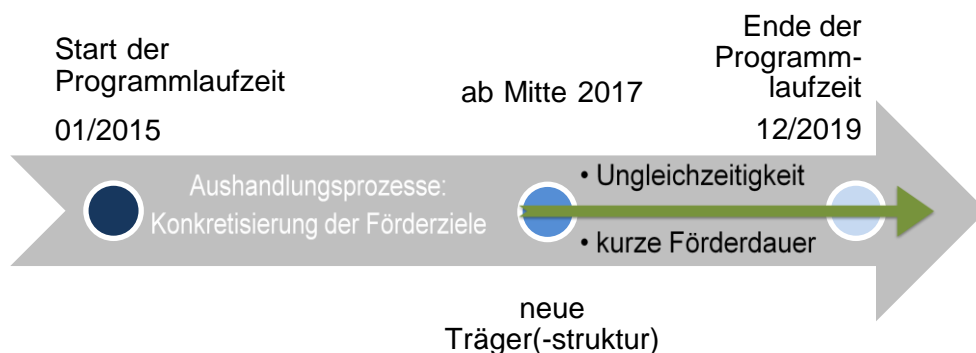 Start der
Programmlaufzeit
01/2015
ab Mitte 2017
Ende der
Programm-
laufzeit
12/2019
Aushandlungsprozesse:
Konkretisierung der Förderziele
• Ungleichzeitigkeit
• kurze Förderdauer
neue
Träger(-struktur)